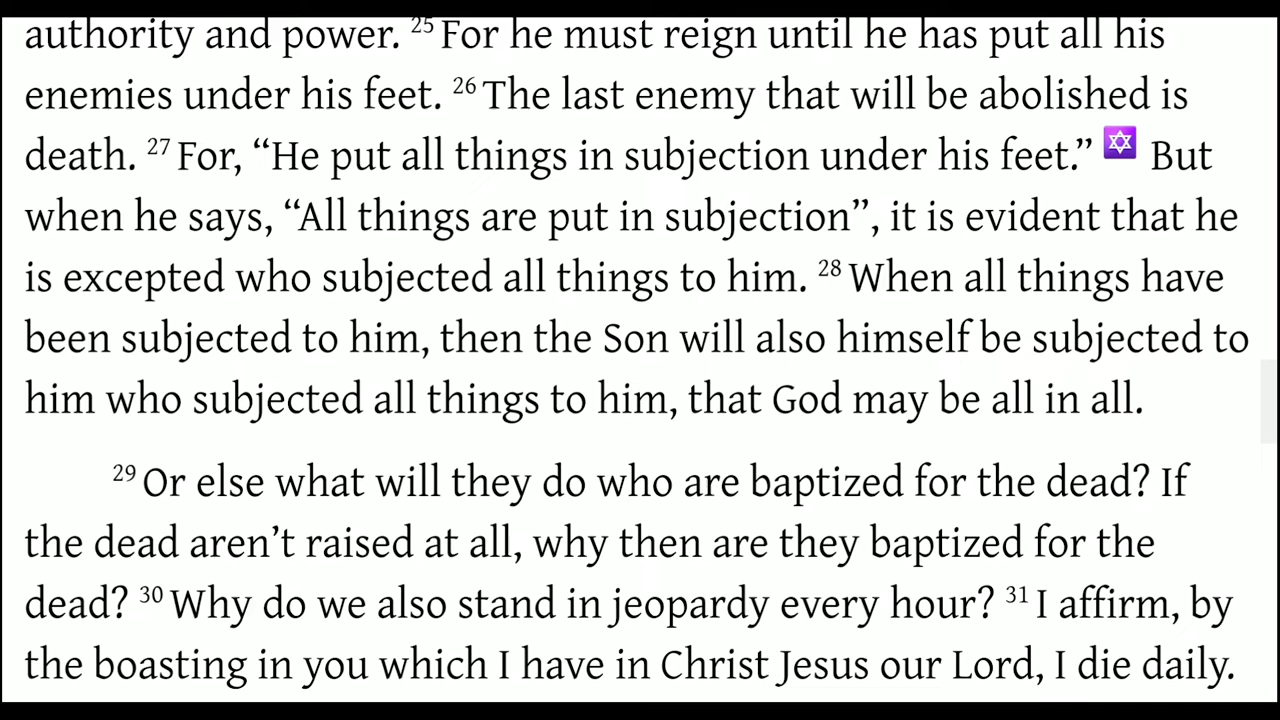 authority and power. 25 For he must reign until he has put all his
enemies under his feet. 26 The last enemy that will be abolished is
death. 27 For, “He put all things in subjection under his feet.” 🔯 But
when he says, “All things are put in subjection”, it is evident that he
is excepted who subjected all things to him. 28 When all things have
been subjected to him, then the Son will also himself be subjected to
him who subjected all things to him, that God may be all in all.
29 Or else what will they do who are baptized for the dead? If
the dead aren’t raised at all, why then are they baptized for the
dead? 30 Why do we also stand in jeopardy every hour? 31 I affirm, by
the boasting in you which I have in Christ Jesus our Lord, I die daily.